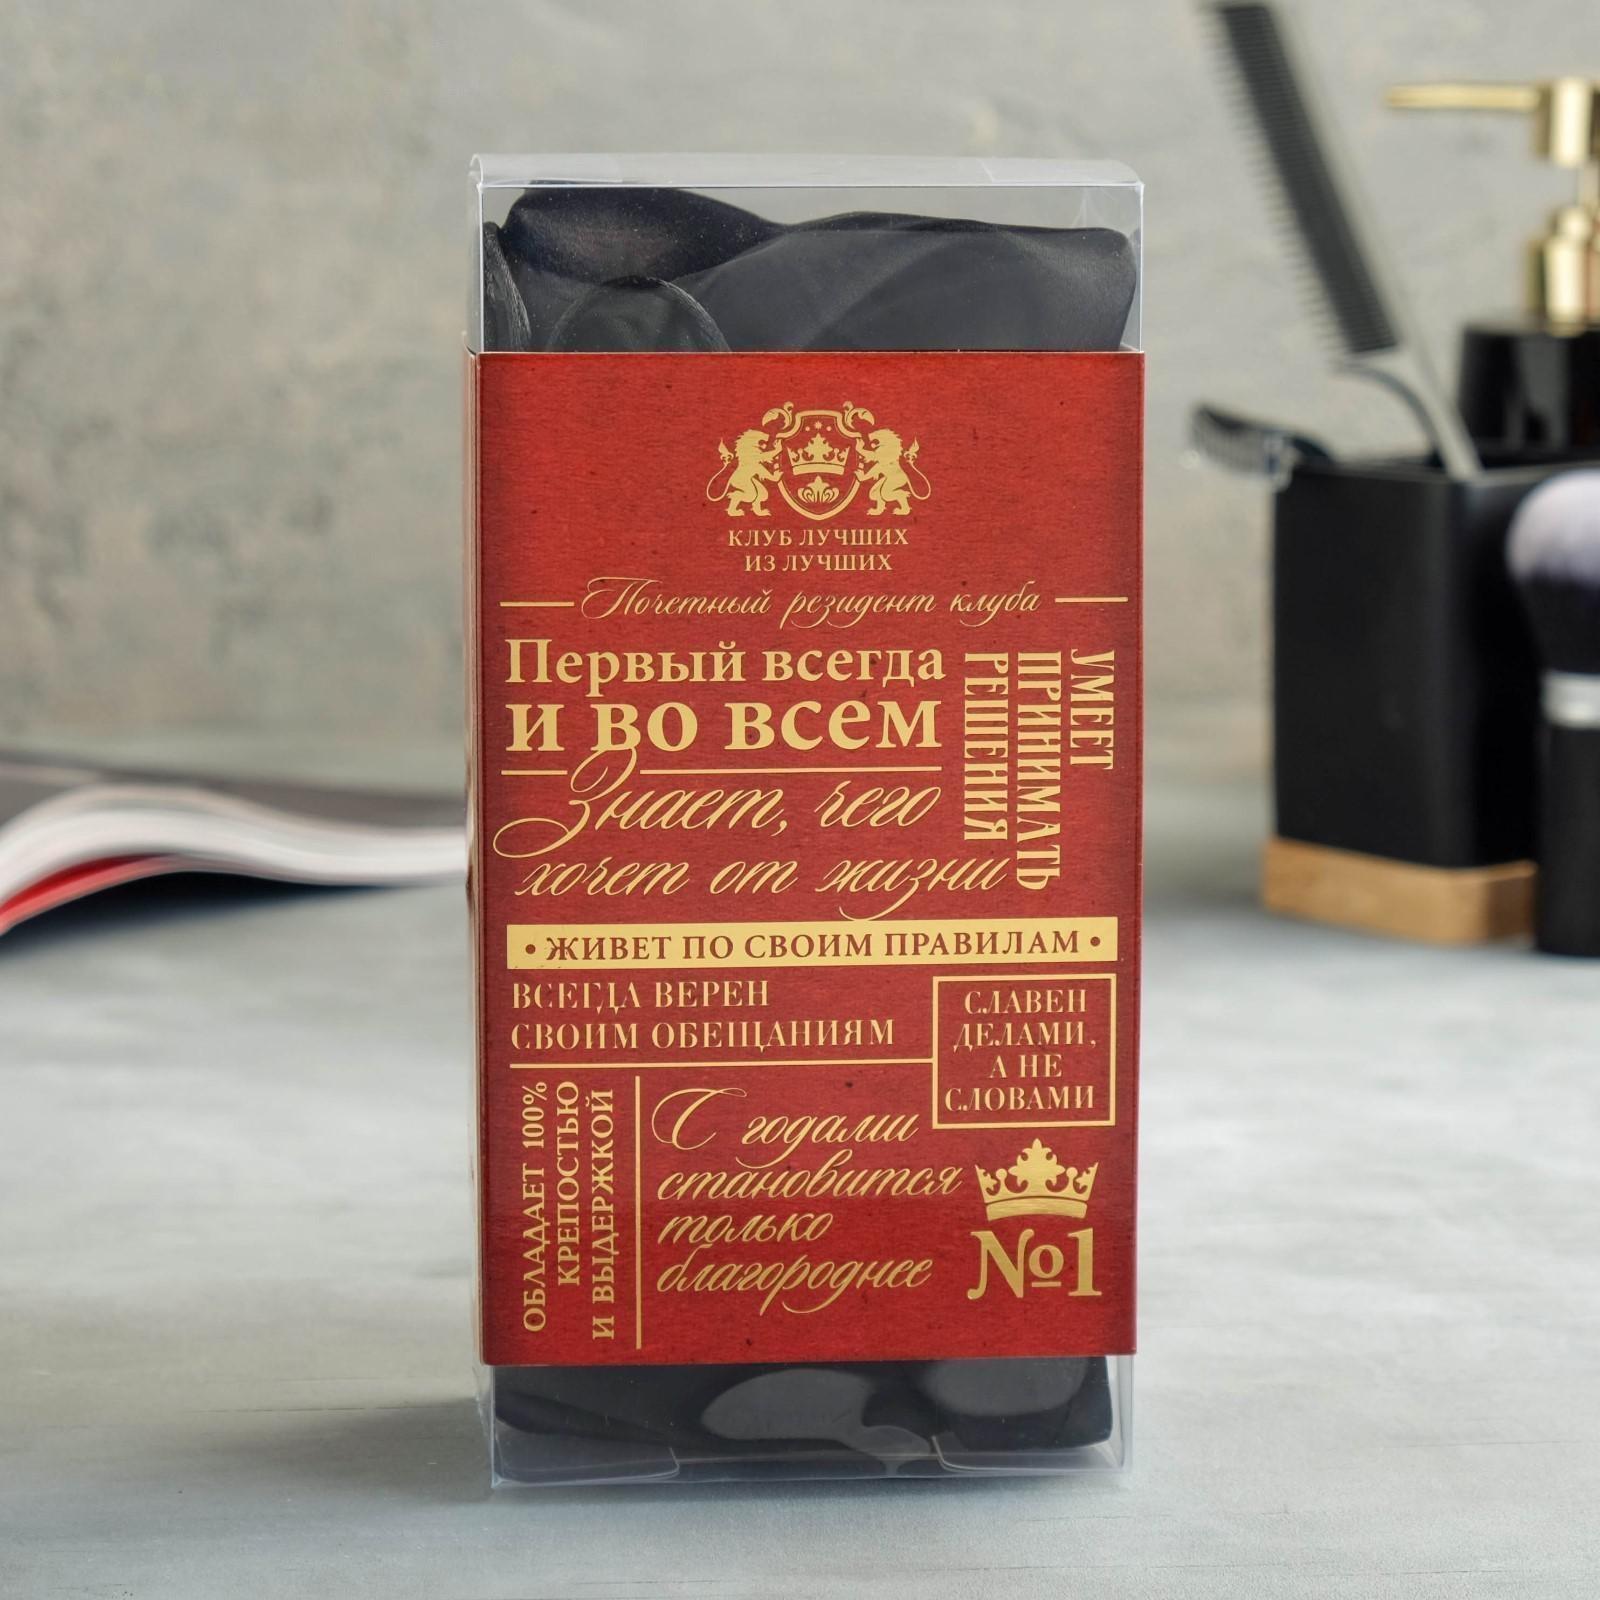 КЛУБ ЛУЧШИХ
ИЗ ЛУЧШИХ
Почетный резидент клуба
Первый всегда
и во всем
УМЕЕТ
ПРИНИМАТЬ
РЕШЕНИЯ
Знает, чего
хочет от жизни
• ЖИВЕТ ПО СВОИМ ПРАВИЛАМ •
ВСЕГДА ВЕРЕН
СВОИМ ОБЕЩАНИЯМ
СЛАВЕН
ДЕЛАМИ,
А НЕ
СЛОВАМИ
ОБЛАДАЕТ 100%
КРЕПОСТЬЮ
И ВЫДЕРЖКОЙ
С годами
становится
только
благороднее
№1